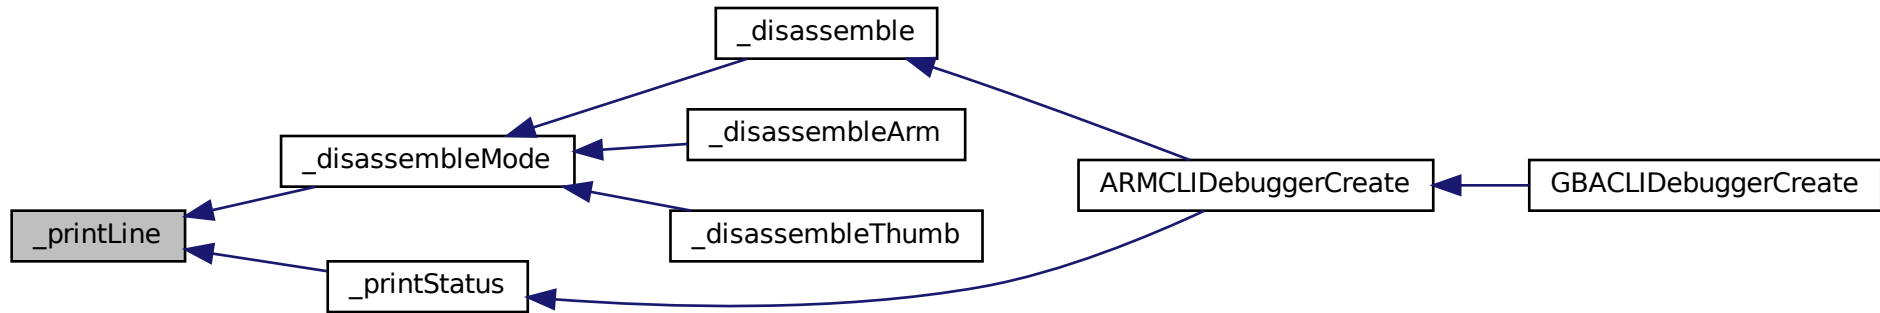 _disassemble
_disassembleArm
_disassembleMode
ARMCLIDebuggerCreate
GBACLIDebuggerCreate
_printLine
_disassembleThumb
_printStatus